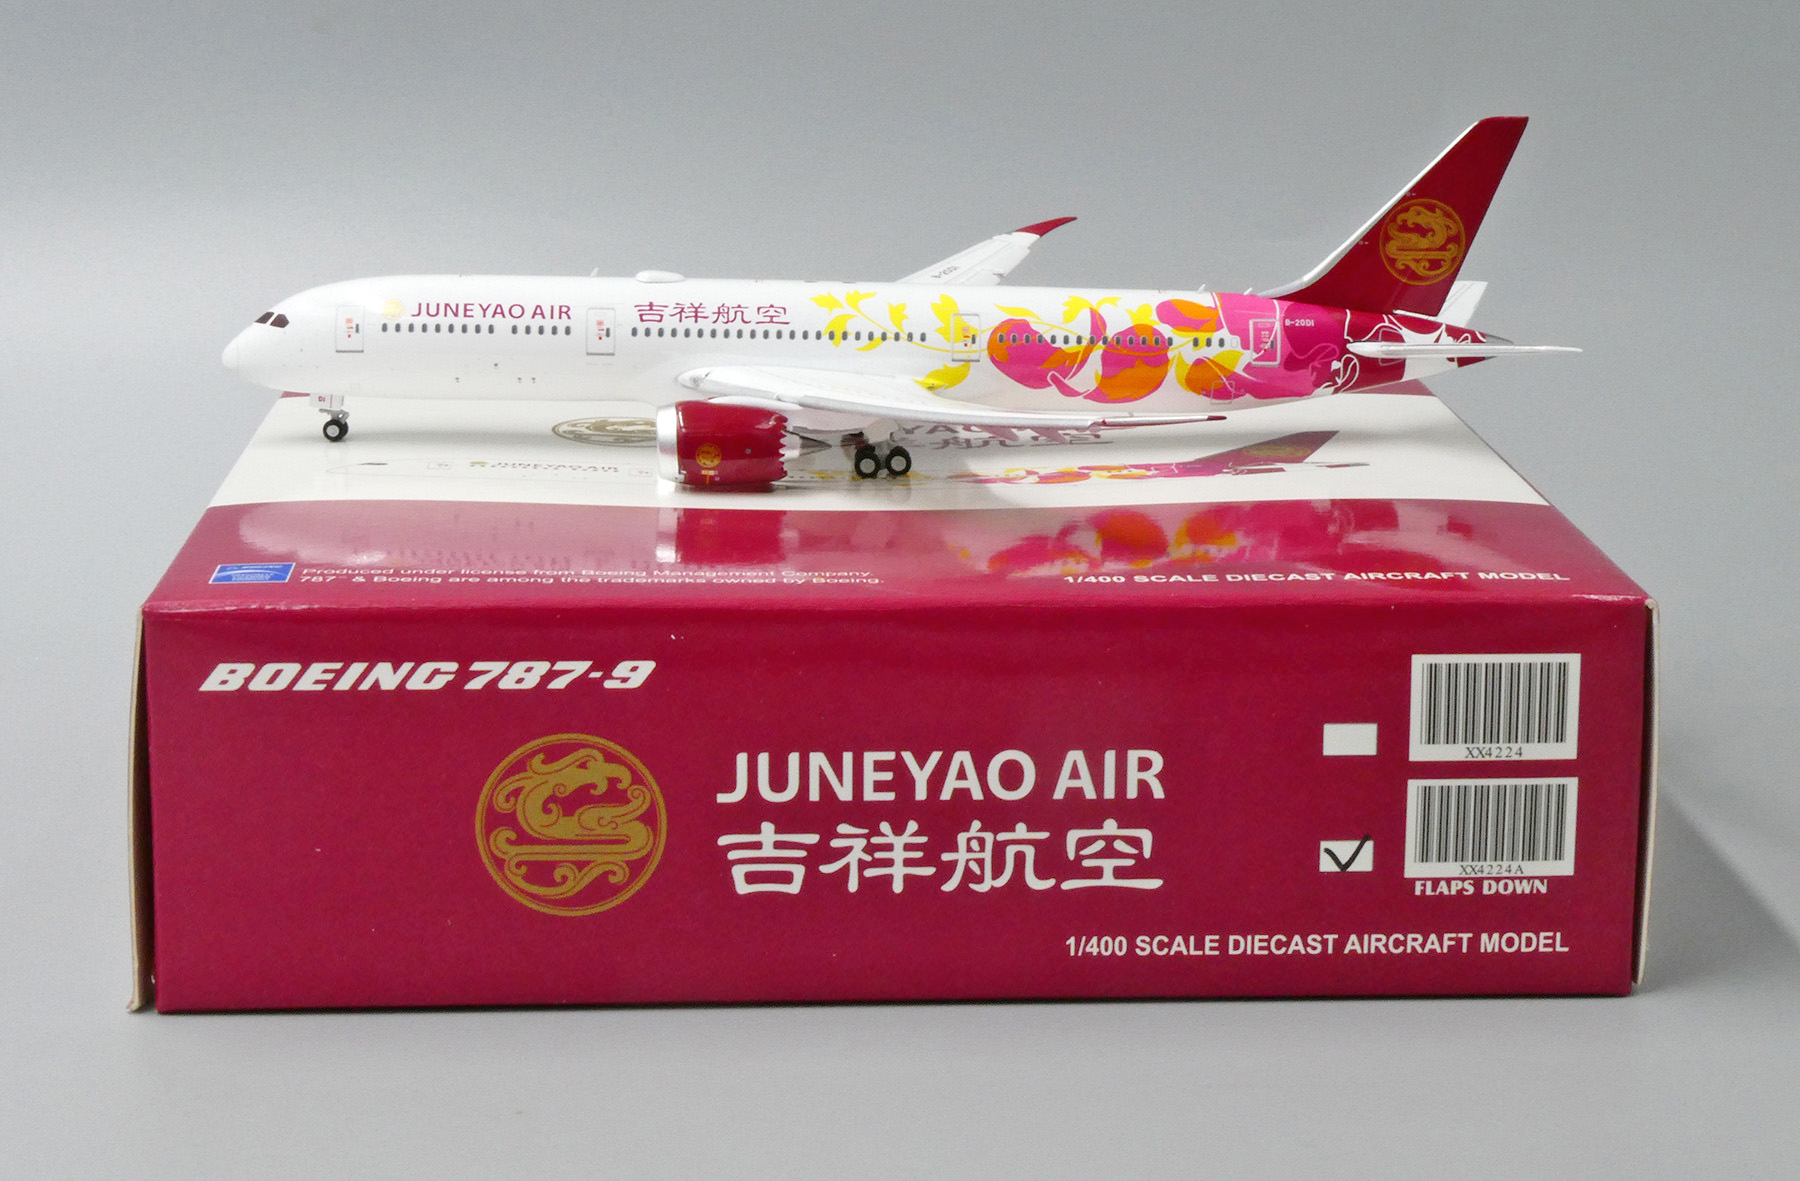 JUNEYAO AIR 吉祥航空
B-20DI
B-20DI
DI
Produced under license from Boeing Management Company.
787™ & Boeing are among the trademarks owned by Boeing.
1/400 SCALE DIECAST AIRCRAFT MODEL
BOEING 787-9
JUNEYAO AIR
吉祥航空
XX4224
XX4224A
FLAPS DOWN
1/400 SCALE DIECAST AIRCRAFT MODEL